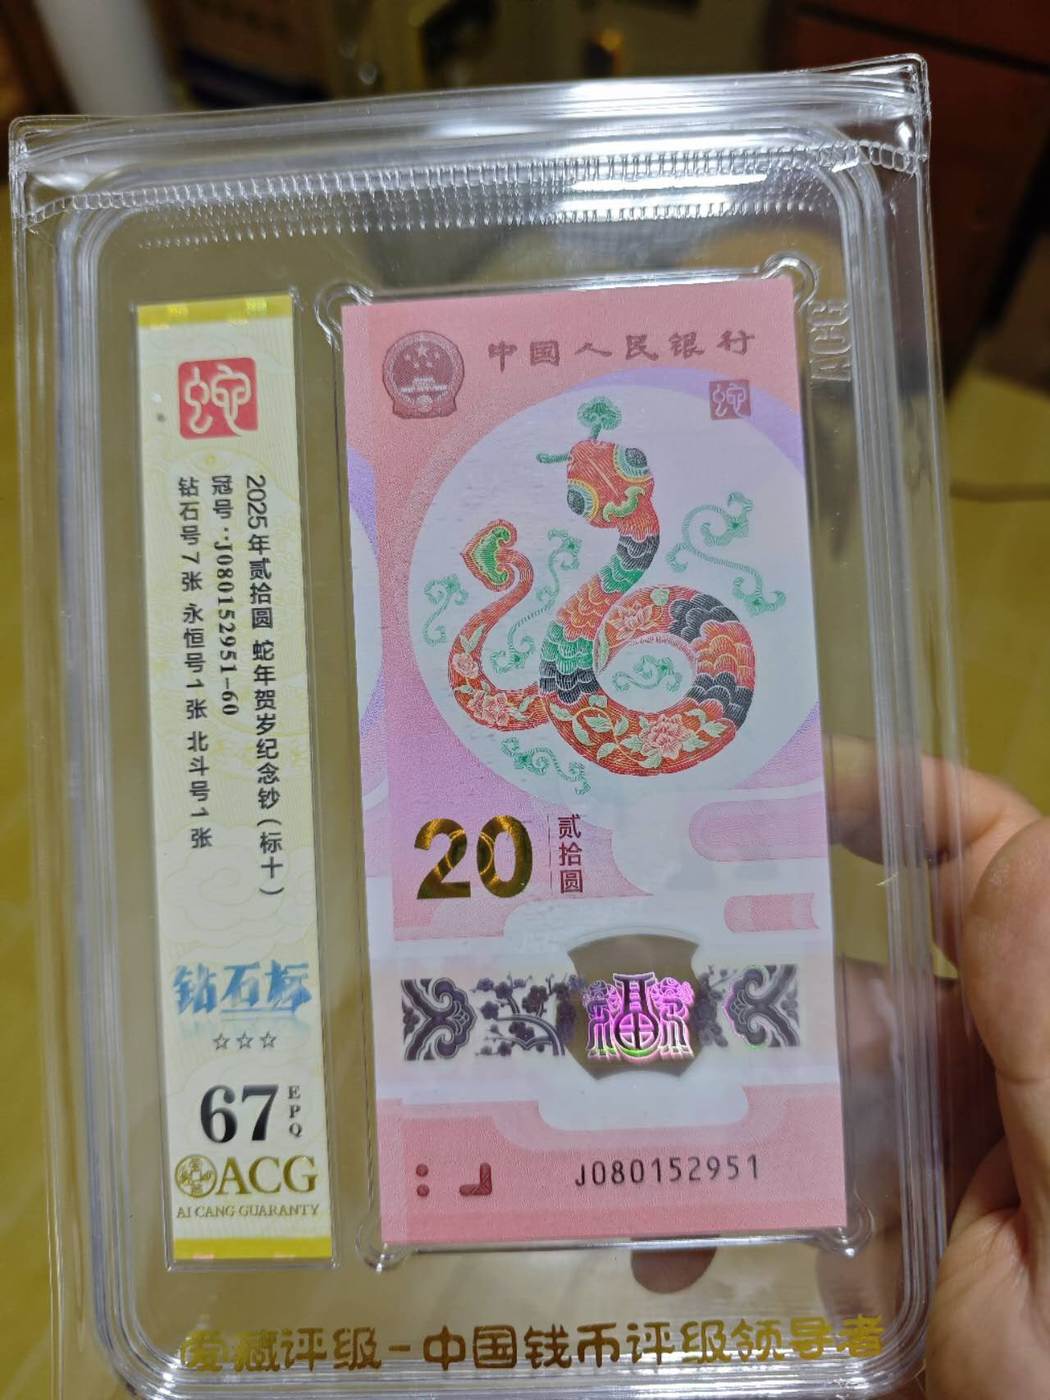 中国人民银行
蛇
20
贰拾圆
J080152951
蛇
2025年贰拾圆 蛇年贺岁纪念钞（标十）
冠号：J080152951-60
钻石号7张 永恒号1张 北斗号1张
钻石标
☆☆☆
67
EPQ
ACG
AI CANG GUARANTY
ACG
爱藏评级-中国钱币评级领导者